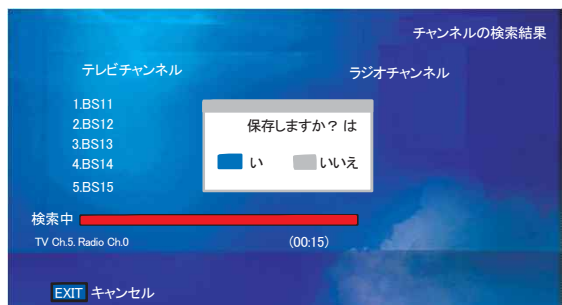 チャンネルの検索結果
テレビチャンネル
ラジオチャンネル
1.BS11
2.BS12
3.BS13
4.BS14
5.BS15
保存しますか? は
い いいえ
検索中
TV Ch.5. Radio Ch.0 (00:15)
EXIT キャンセル